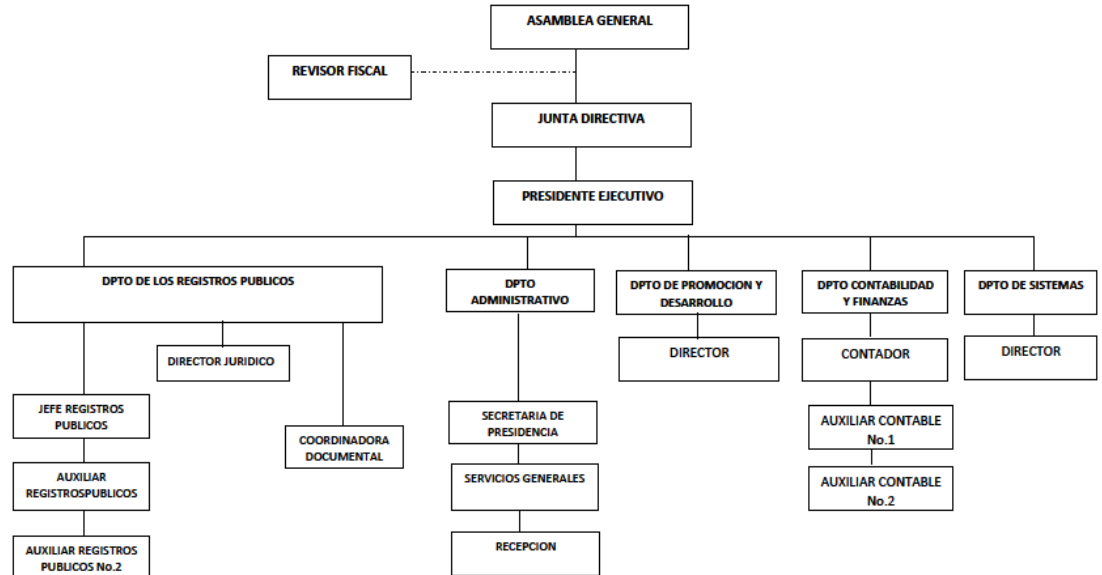 ASAMBLEA GENERAL
REVISOR FISCAL
JUNTA DIRECTIVA
PRESIDENTE EJECUTIVO
DPTO DE LOS REGISTROS PUBLICOS
DPTO
ADMINISTRATIVO
DPTO DE PROMOCION Y
DESARROLLO
DPTO CONTABILIDAD
Y FINANZAS
DPTO DE SISTEMAS
DIRECTOR JURIDICO
DIRECTOR
CONTADOR
DIRECTOR
JEFE REGISTROS
PUBLICOS
COORDINADORA
DOCUMENTAL
SECRETARIA DE
PRESIDENCIA
AUXILIAR CONTABLE
No.1
AUXILIAR
REGISTROSPUBLICOS
SERVICIOS GENERALES
AUXILIAR CONTABLE
No.2
AUXILIAR REGISTROS
PUBLICOS No.2
RECEPCION